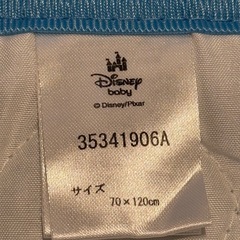 Disney
baby
© Disney/Pixar
35341906A
サイズ
70×120cm